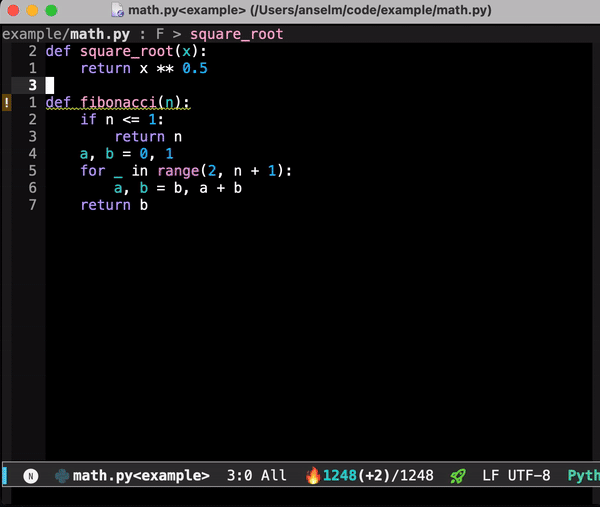 math.py<example> (/Users/anselm/code/example/math.py)
example/math.py : F > square_root
2 def square_root(x):
1     return x ** 0.5
3
! 1 def fibonacci(n):
2     if n <= 1:
3         return n
4     a, b = 0, 1
5     for _ in range(2, n + 1):
6         a, b = b, a + b
7     return b
N math.py<example> 3:0 All 🔥1248(+2)/1248 🚀 LF UTF-8 Pyth